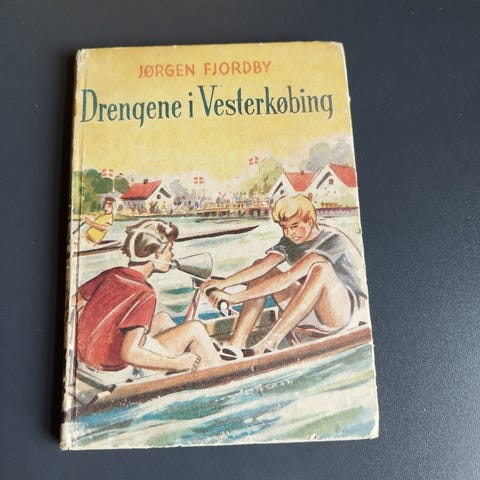 JØRGEN FJORDBY
Drengene i Vesterkøbing